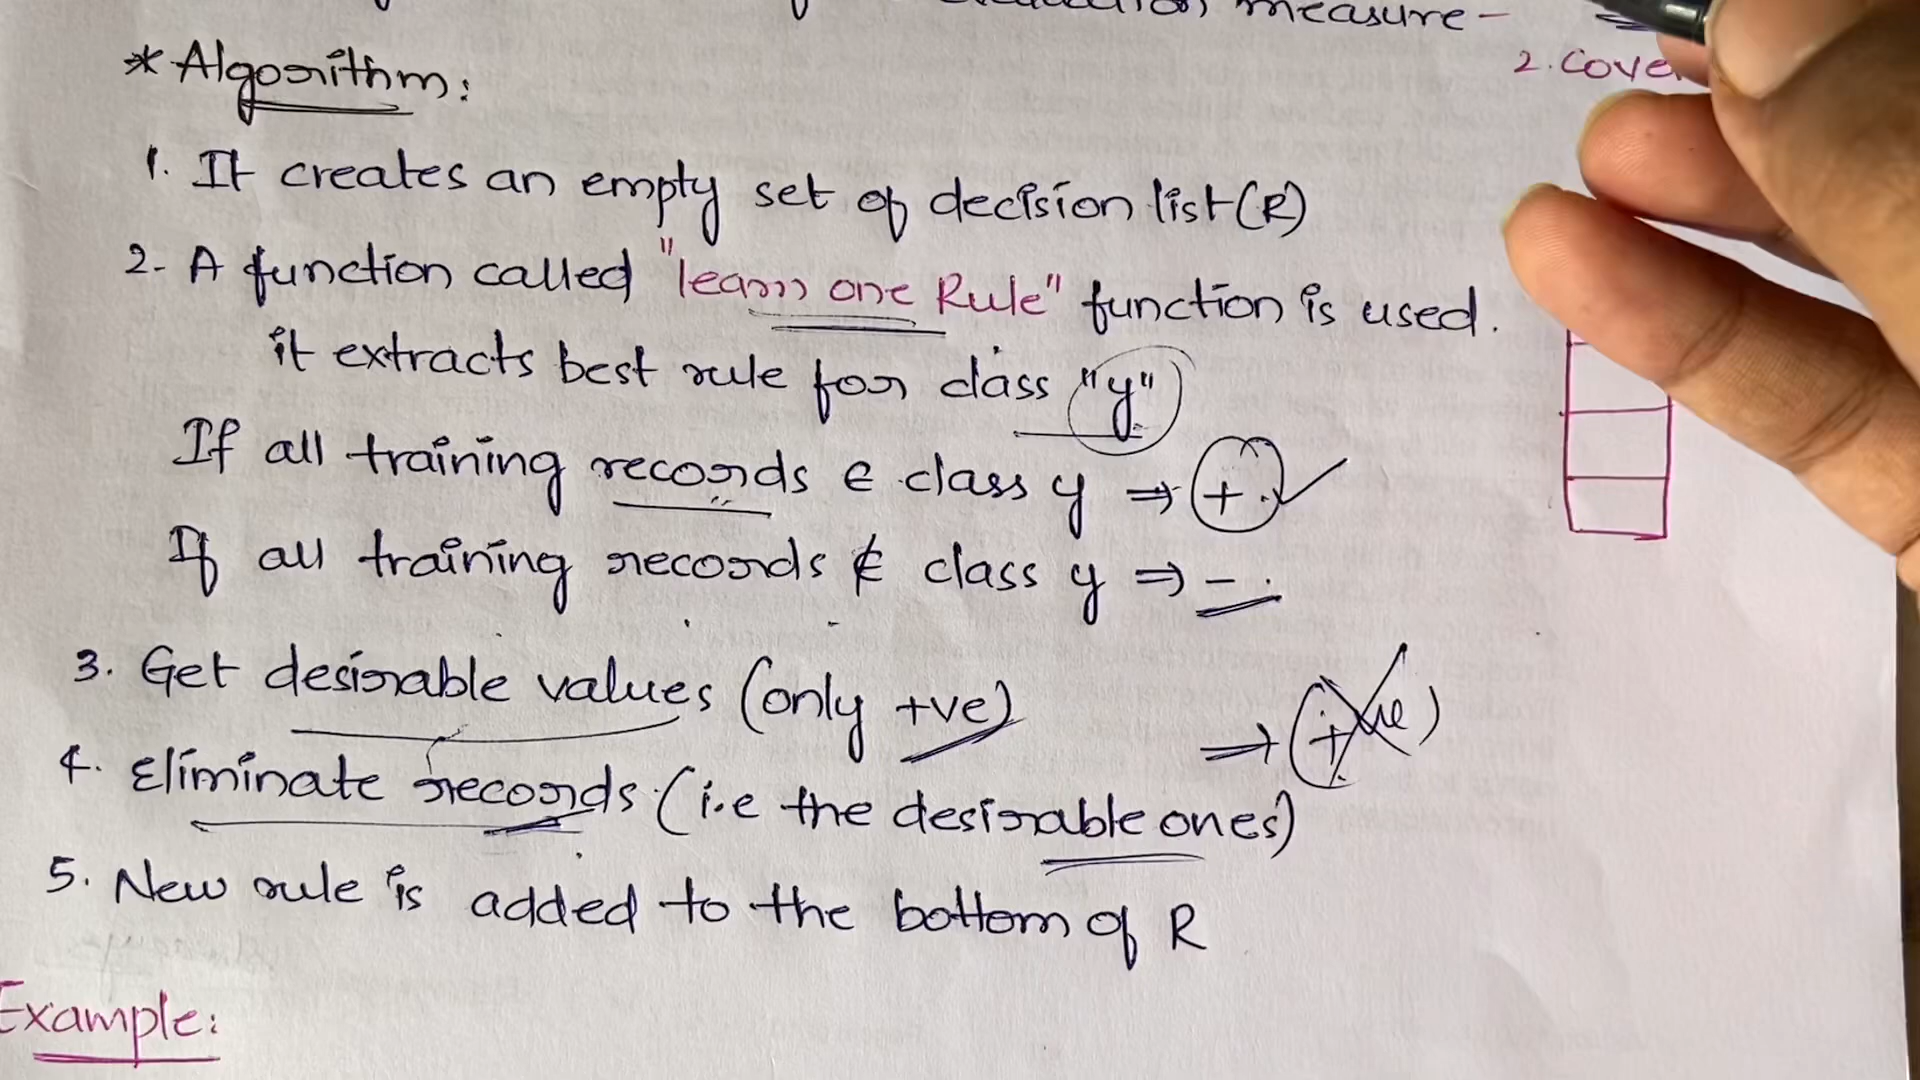 measure-
2. Cove
* Algorithm:
1. It creates an empty set of decision list (R)
2- A function called "learn one Rule" function is used.
it extracts best rule for class "y"
If all training records ∈ class y ⇒ +.
If all training records ∉ class y ⇒ - .
3. Get desirable values (only +ve)
⇒ (+ve)
4. Eliminate records (i.e the desirable ones)
5. New rule is added to the bottom of R
Example: